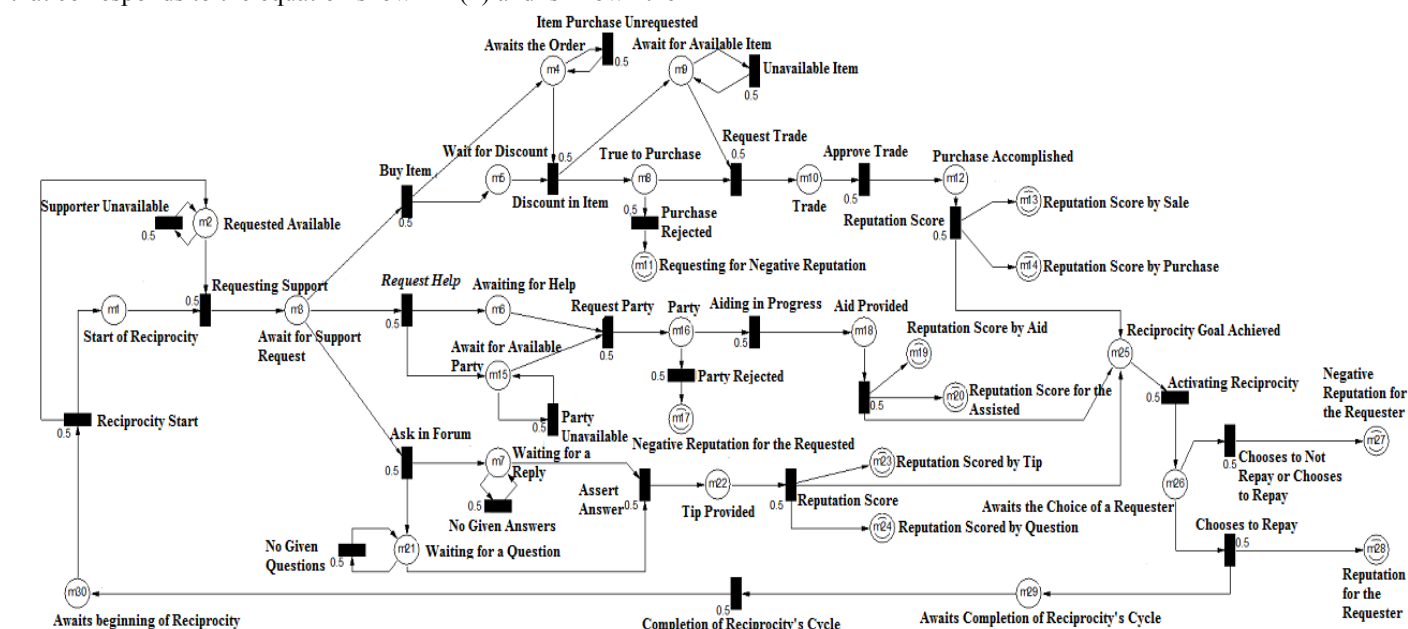 Item Purchase Unrequested
Awaits the Order
Await for Available Item
m4
0.5
m9
Unavailable Item
0.5
Request Trade
0.5
Wait for Discount
0.5
True to Purchase
Approve Trade
Purchase Accomplished
Buy Item
m5
m8
m10
m12
0.5
Discount in Item
Trade
0.5
m13
Reputation Score by Sale
Supporter Unavailable
m2
Requested Available
0.5
0.5
Purchase
Rejected
Reputation Score
0.5
m11
Requesting for Negative Reputation
m14
Reputation Score by Purchase
Requesting Support
0.5
Request Help
Awaiting for Help
m1
m3
m6
Request Party
Party
Aiding in Progress
Aid Provided
Start of Reciprocity
Await for Support
Request
0.5
Await for Available
Party
m15
0.5
m16
0.5
m18
Reputation Score by Aid
m19
Reciprocity Goal Achieved
m25
0.5
Party Rejected
Activating Reciprocity
0.5
Negative
Reputation for
the Requester
m20
Reputation Score for the
Assisted
0.5
m17
Negative Reputation for the Requested
Party
Unavailable
0.5
Reciprocity Start
0.5
Ask in Forum
0.5
m7
Waiting for a
Reply
0.5
No Given Answers
Assert
Answer
0.5
m22
Tip Provided
m23
Reputation Scored by Tip
Reputation Score
0.5
m24
Reputation Scored by Question
m27
0.5
Chooses to Not
Repay or Chooses
to Repay
m26
Awaits the Choice of a Requester
Chooses to Repay
0.5
m28
Reputation
for the
Requester
No Given
Questions
0.5
m21
Waiting for a Question
m30
Awaits beginning of Reciprocity
0.5
Completion of Reciprocity's Cycle
m29
Awaits Completion of Reciprocity's Cycle